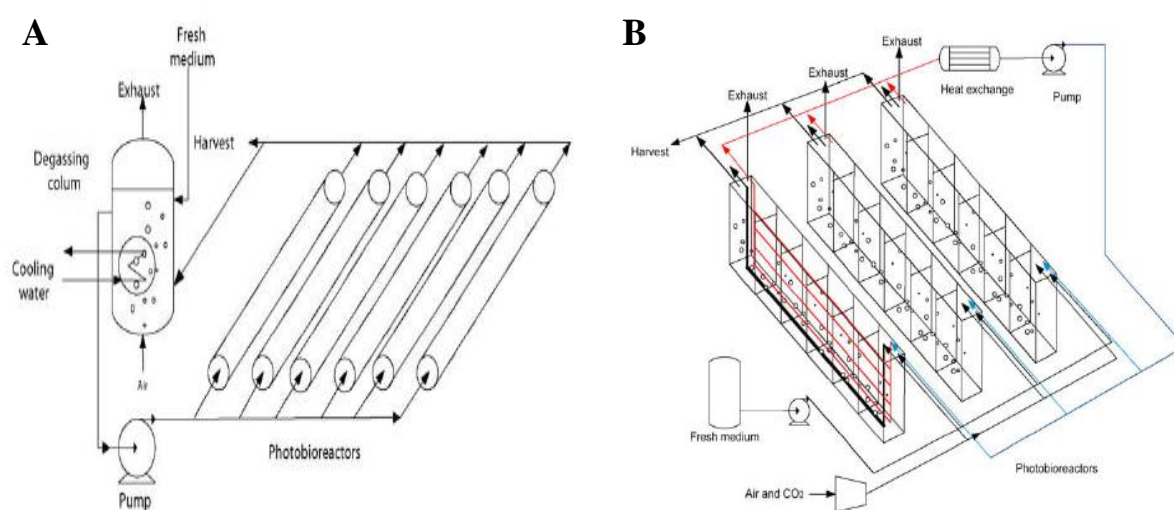 A
Fresh
medium
Exhaust
Harvest
Degassing
colum
Cooling
water
Air
Pump
Photobioreactors
B
Exhaust
Exhaust
Exhaust
Heat exchange
Pump
Harvest
Fresh medium
Photobioreactors
Air and CO₂